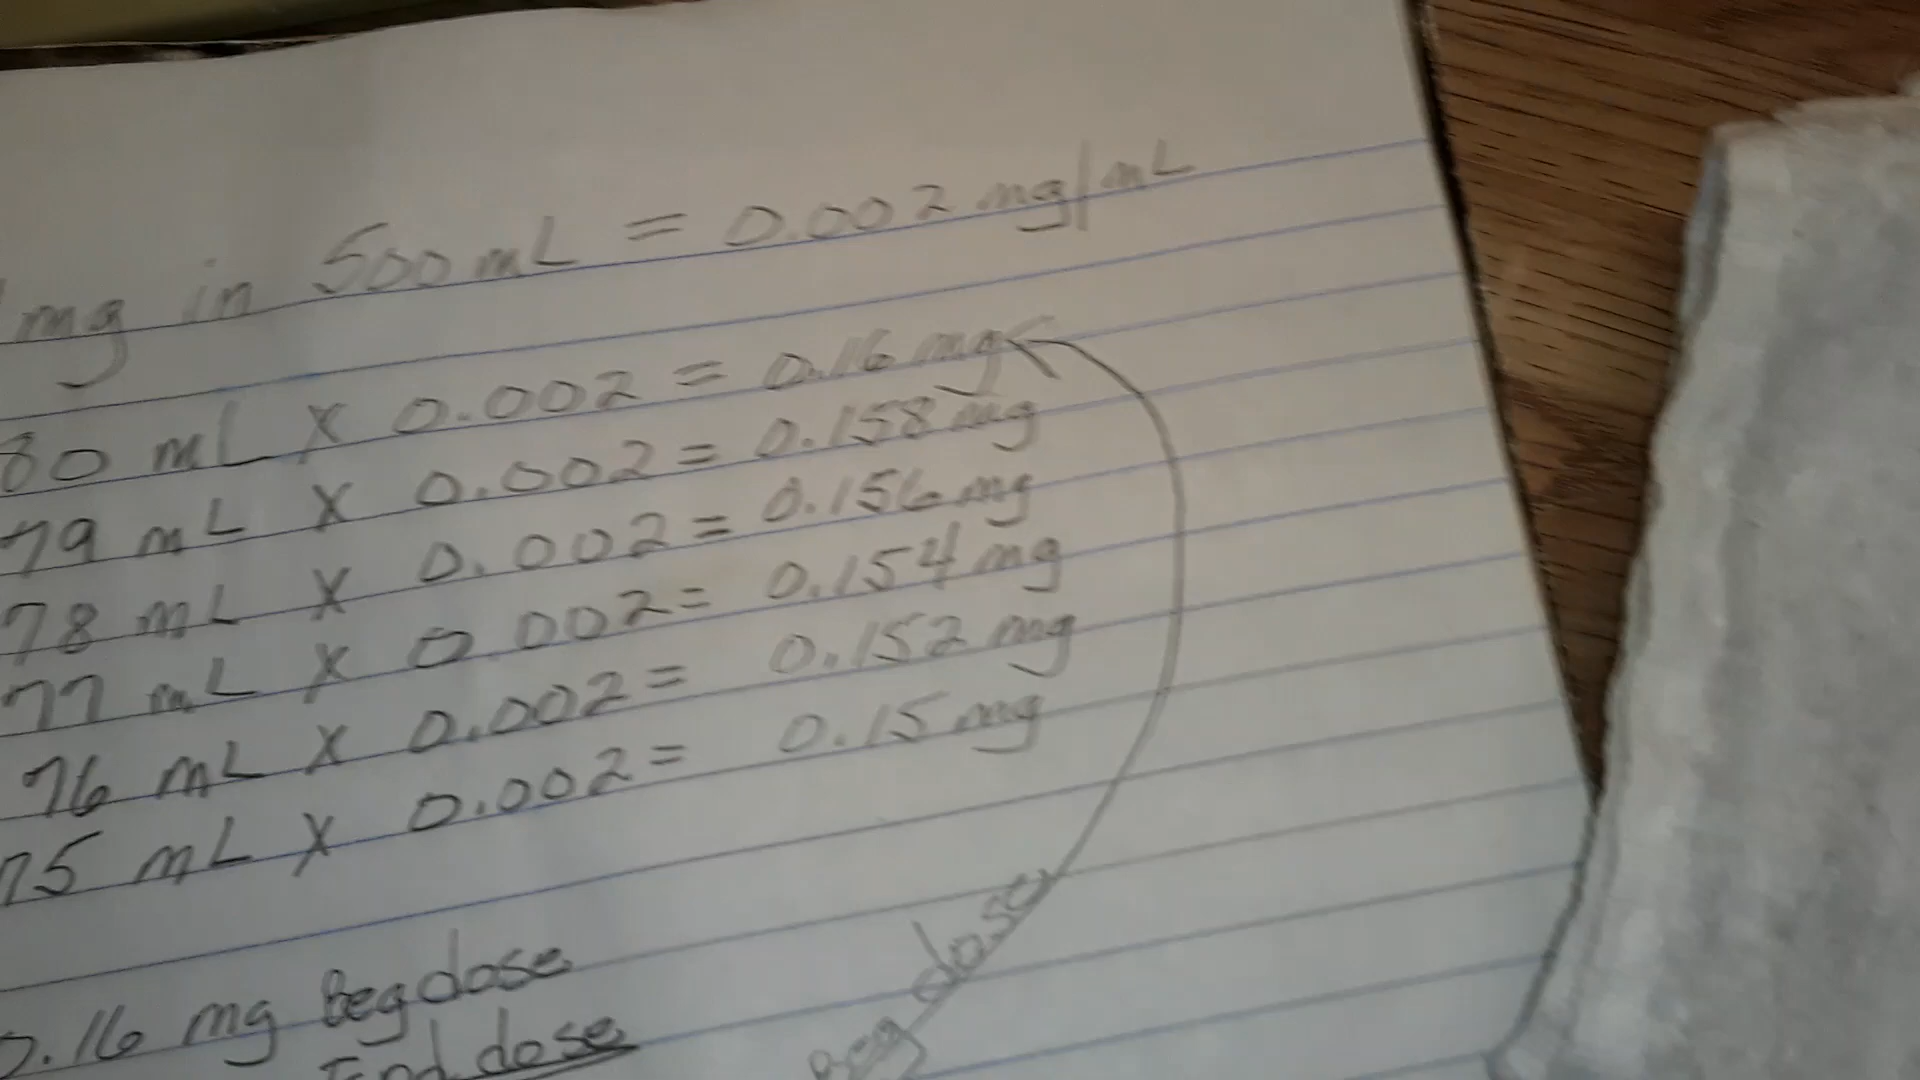 mg in 500 mL = 0.002 mg/mL
80 ml x 0.002 = 0.16 mg
79 mL x 0.002 = 0.158 mg
78 mL x 0.002 = 0.156 mg
77 mL x 0.002 = 0.154 mg
76 mL x 0.002 = 0.152 mg
75 mL x 0.002 = 0.15 mg
0.16 mg Beg dose
End dose
Beg dose